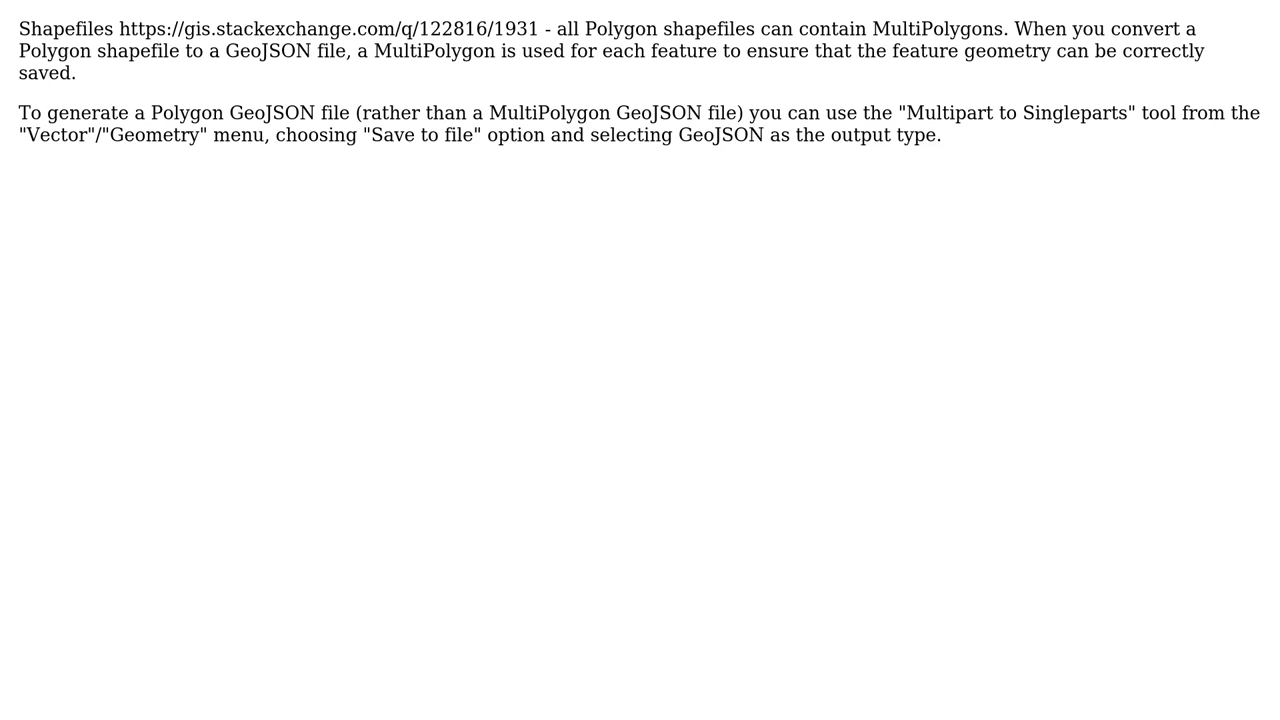 Shapefiles https://gis.stackexchange.com/q/122816/1931 - all Polygon shapefiles can contain MultiPolygons. When you convert a
Polygon shapefile to a GeoJSON file, a MultiPolygon is used for each feature to ensure that the feature geometry can be correctly
saved.
To generate a Polygon GeoJSON file (rather than a MultiPolygon GeoJSON file) you can use the "Multipart to Singleparts" tool from the
"Vector"/"Geometry" menu, choosing "Save to file" option and selecting GeoJSON as the output type.